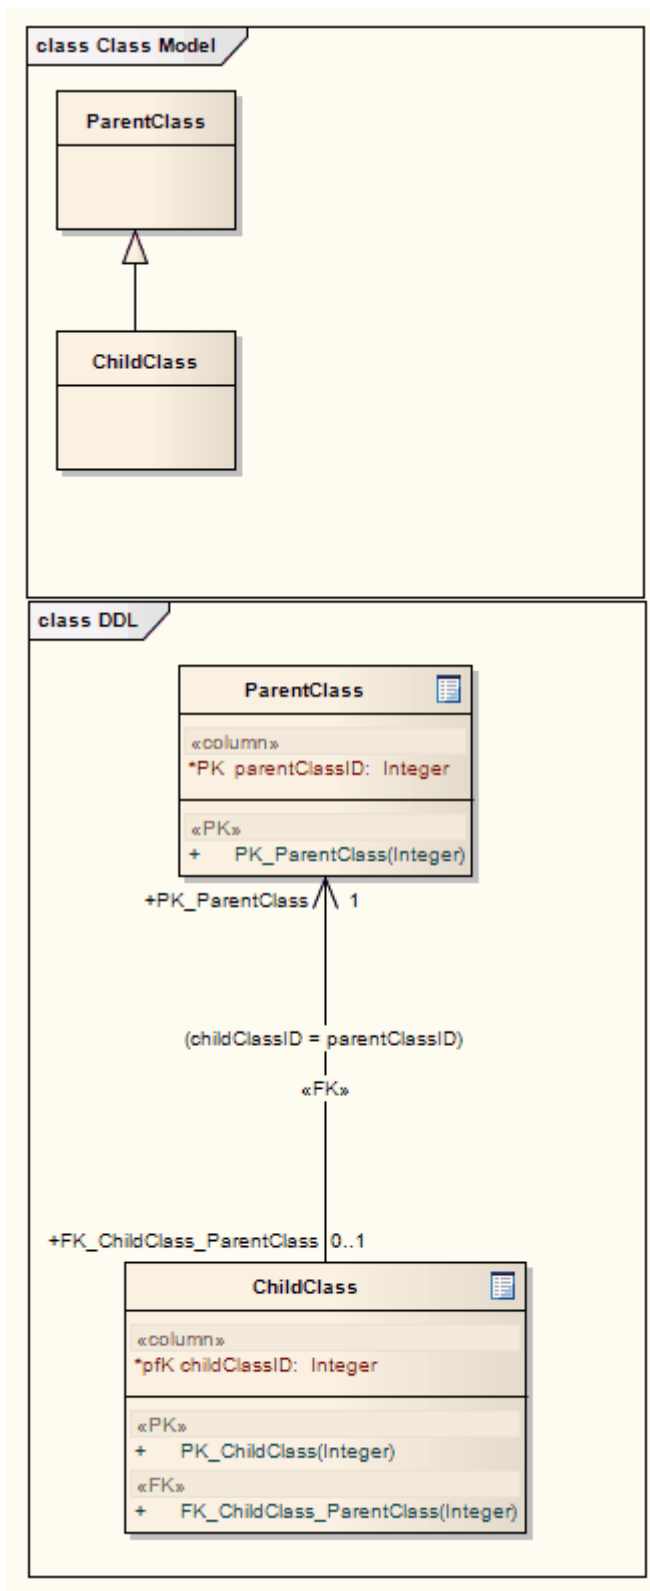 class Class Model
ParentClass
ChildClass
class DDL
ParentClass
«column»
*PK parentClassID: Integer
«PK»
+ PK_ParentClass(Integer)
+PK_ParentClass 1
(childClassID = parentClassID)
«FK»
+FK_ChildClass_ParentClass 0..1
ChildClass
«column»
*pfK childClassID: Integer
«PK»
+ PK_ChildClass(Integer)
«FK»
+ FK_ChildClass_ParentClass(Integer)